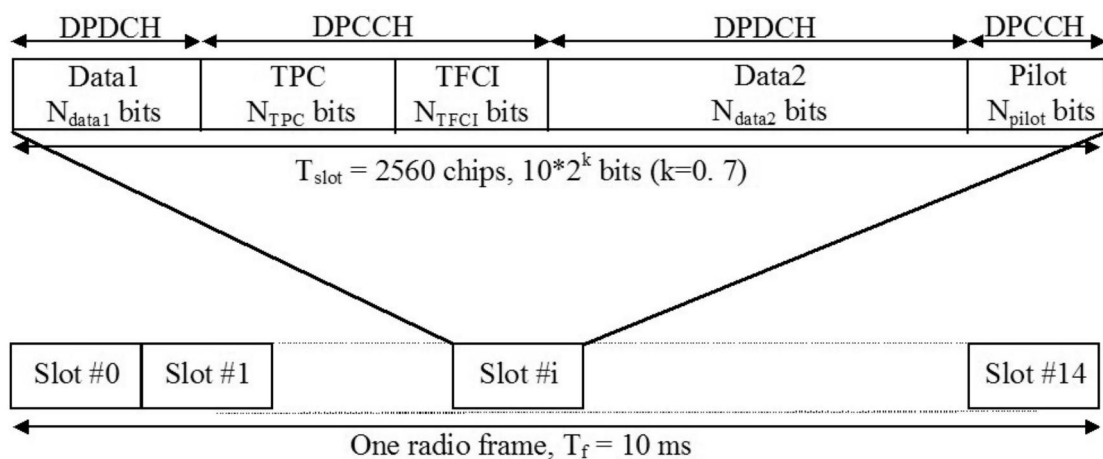 DPDCH DPCCH DPDCH DPCCH
Data1 TPC TFCI Data2 Pilot
N_data1 bits N_TPC bits N_TFCI bits N_data2 bits N_pilot bits
T_slot = 2560 chips, 10*2^k bits (k=0. 7)
Slot #0 Slot #1 Slot #i Slot #14
One radio frame, T_f = 10 ms